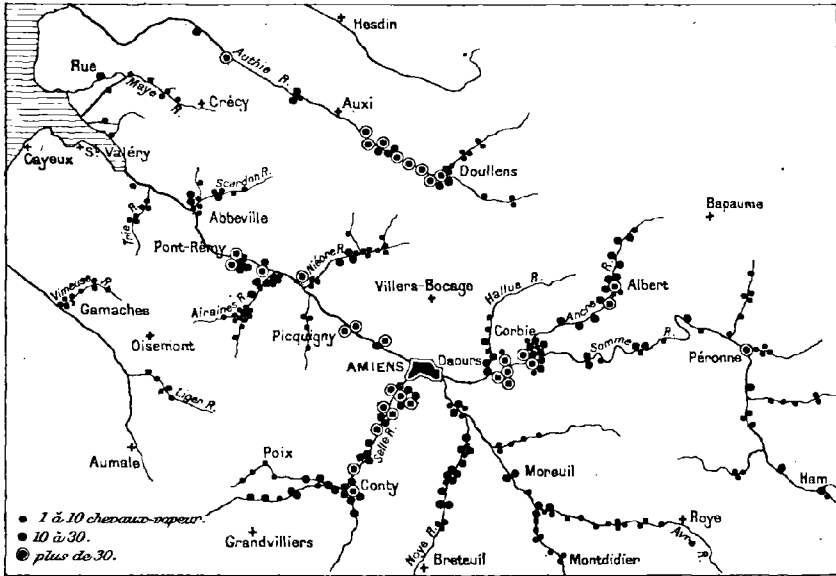 Hesdin
Authie R.
Rue
Maye R.
Crécy
Auxi
Cayeux
St Valéry
Doullens
Scardon R.
Abbeville
Trie R.
Bapaume
Pont-Rémy
Nièvre R.
Vimeuse R.
Gamaches
Airaines R.
Villers-Bocage
Hallue R.
Albert
Ancre R.
Oisemont
Picquigny
Corbie
Somme R.
AMIENS
Daours
Péronne
Liger R.
Selle R.
Aumale
Poix
Conty
Moreuil
Ham
Grandvilliers
Noye R.
Roye
Avre R.
Breteuil
Montdidier
1 à 10 chevaux-vapeur.
10 à 30.
plus de 30.